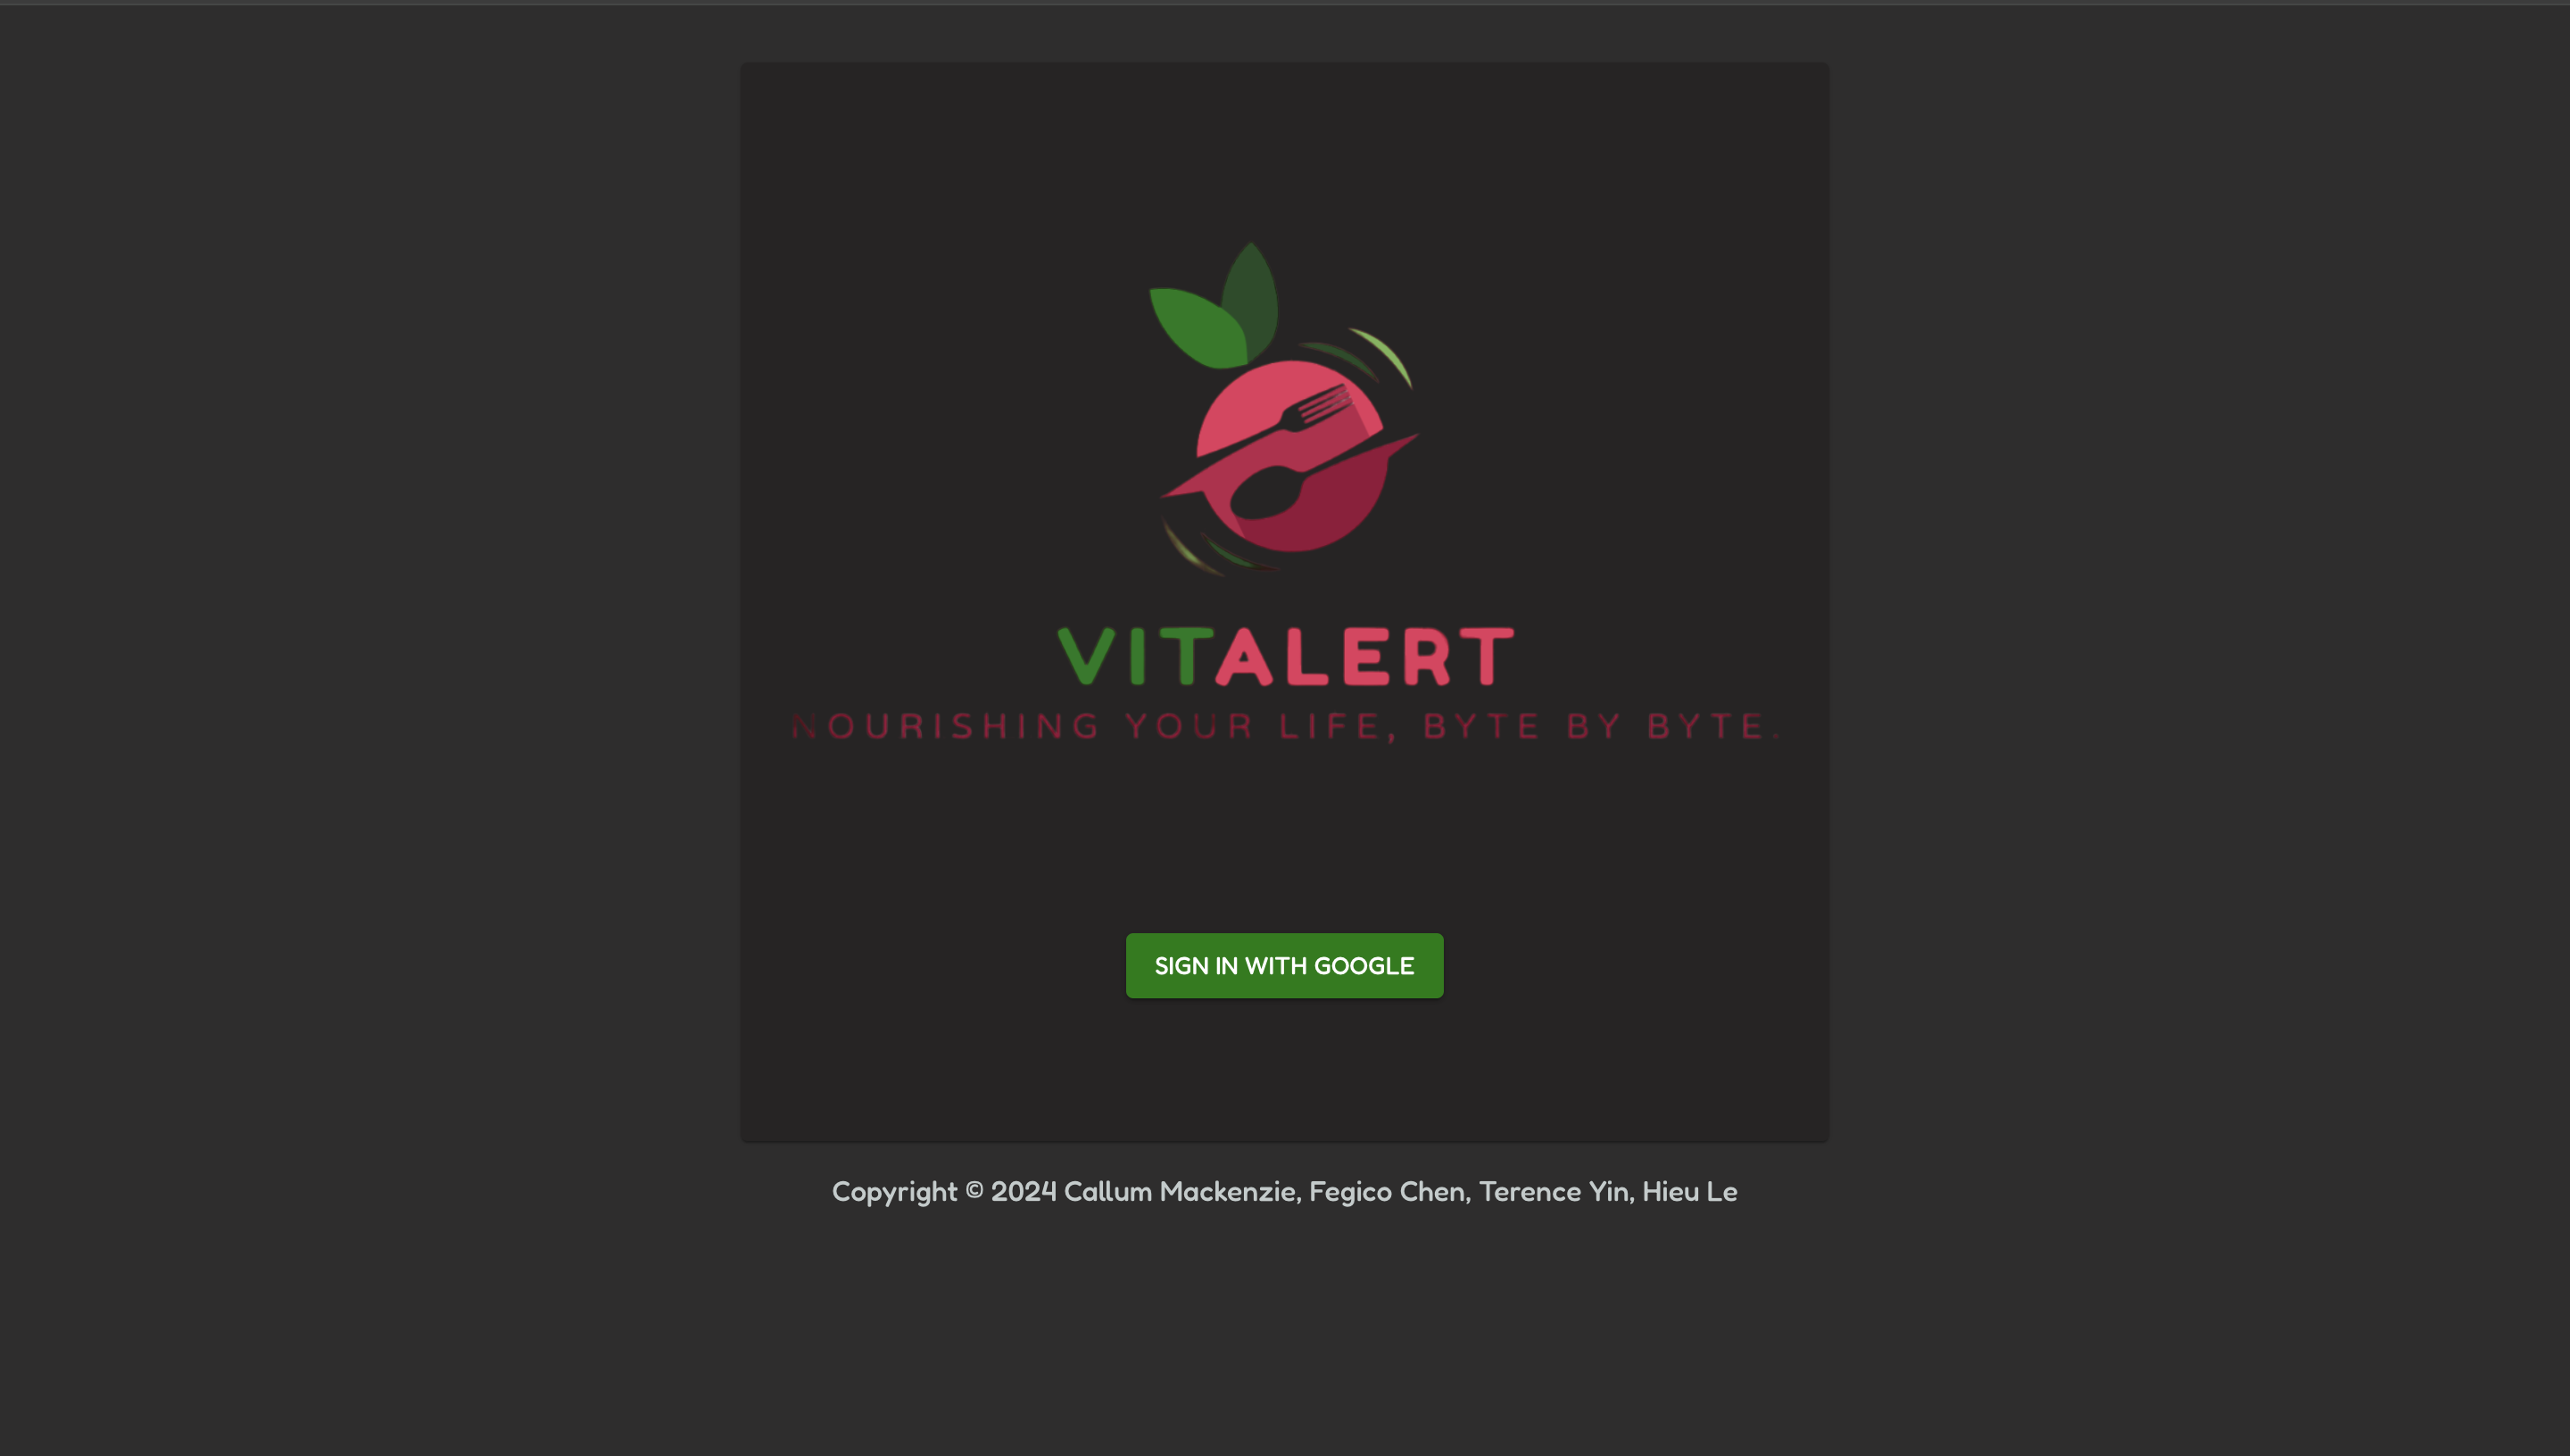 VITALERT
NOURISHING YOUR LIFE, BYTE BY BYTE.
SIGN IN WITH GOOGLE
Copyright © 2024 Callum Mackenzie, Fegico Chen, Terence Yin, Hieu Le